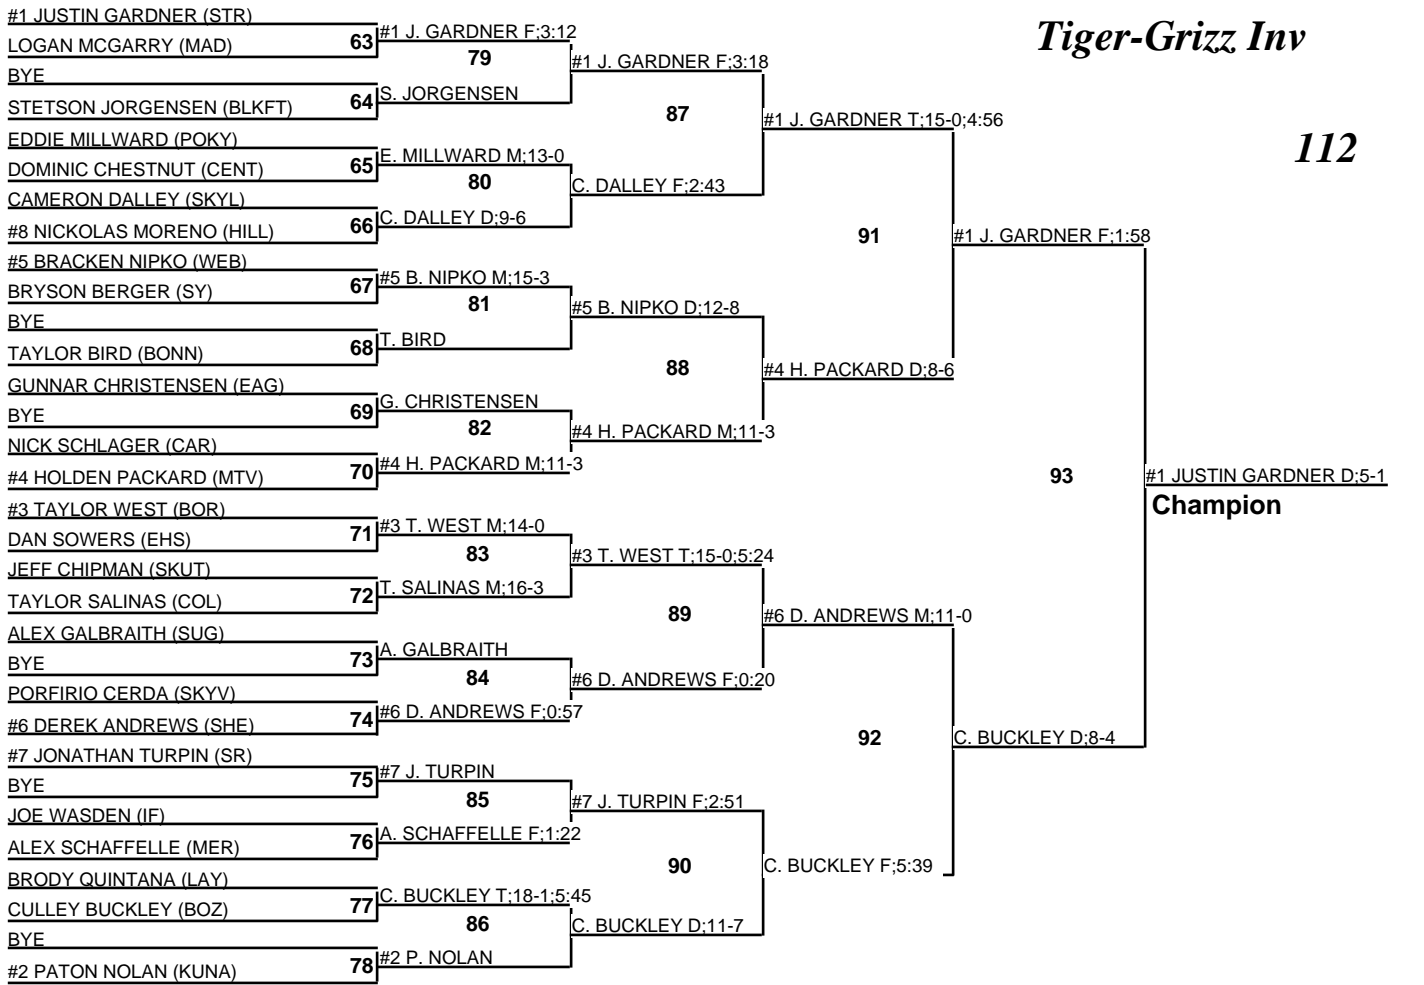 Tiger-Grizz Inv
112
#1 JUSTIN GARDNER (STR)
LOGAN MCGARRY (MAD)
BYE
STETSON JORGENSEN (BLKFT)
EDDIE MILLWARD (POKY)
DOMINIC CHESTNUT (CENT)
CAMERON DALLEY (SKYL)
#8 NICKOLAS MORENO (HILL)
#5 BRACKEN NIPKO (WEB)
BRYSON BERGER (SY)
BYE
TAYLOR BIRD (BONN)
GUNNAR CHRISTENSEN (EAG)
BYE
NICK SCHLAGER (CAR)
#4 HOLDEN PACKARD (MTV)
#3 TAYLOR WEST (BOR)
DAN SOWERS (EHS)
JEFF CHIPMAN (SKUT)
TAYLOR SALINAS (COL)
ALEX GALBRAITH (SUG)
BYE
PORFIRIO CERDA (SKYV)
#6 DEREK ANDREWS (SHE)
#7 JONATHAN TURPIN (SR)
BYE
JOE WASDEN (IF)
ALEX SCHAFFELLE (MER)
BRODY QUINTANA (LAY)
CULLEY BUCKLEY (BOZ)
BYE
#2 PATON NOLAN (KUNA)
63
64
65
66
67
68
69
70
71
72
73
74
75
76
77
78
#1 J. GARDNER F;3:12
S. JORGENSEN
E. MILLWARD M;13-0
C. DALLEY D;9-6
#5 B. NIPKO M;15-3
T. BIRD
G. CHRISTENSEN
#4 H. PACKARD M;11-3
#3 T. WEST M;14-0
T. SALINAS M;16-3
A. GALBRAITH
#6 D. ANDREWS F;0:57
#7 J. TURPIN
A. SCHAFFELLE F;1:22
C. BUCKLEY T;18-1;5:45
#2 P. NOLAN
79
80
81
82
83
84
85
86
#1 J. GARDNER F;3:18
C. DALLEY F;2:43
#5 B. NIPKO D;12-8
#4 H. PACKARD M;11-3
#3 T. WEST T;15-0;5:24
#6 D. ANDREWS F;0:20
#7 J. TURPIN F;2:51
C. BUCKLEY D;11-7
87
88
89
90
#1 J. GARDNER T;15-0;4:56
#4 H. PACKARD D;8-6
#6 D. ANDREWS M;11-0
C. BUCKLEY F;5:39
91
92
#1 J. GARDNER F;1:58
C. BUCKLEY D;8-4
93
#1 JUSTIN GARDNER D;5-1
Champion